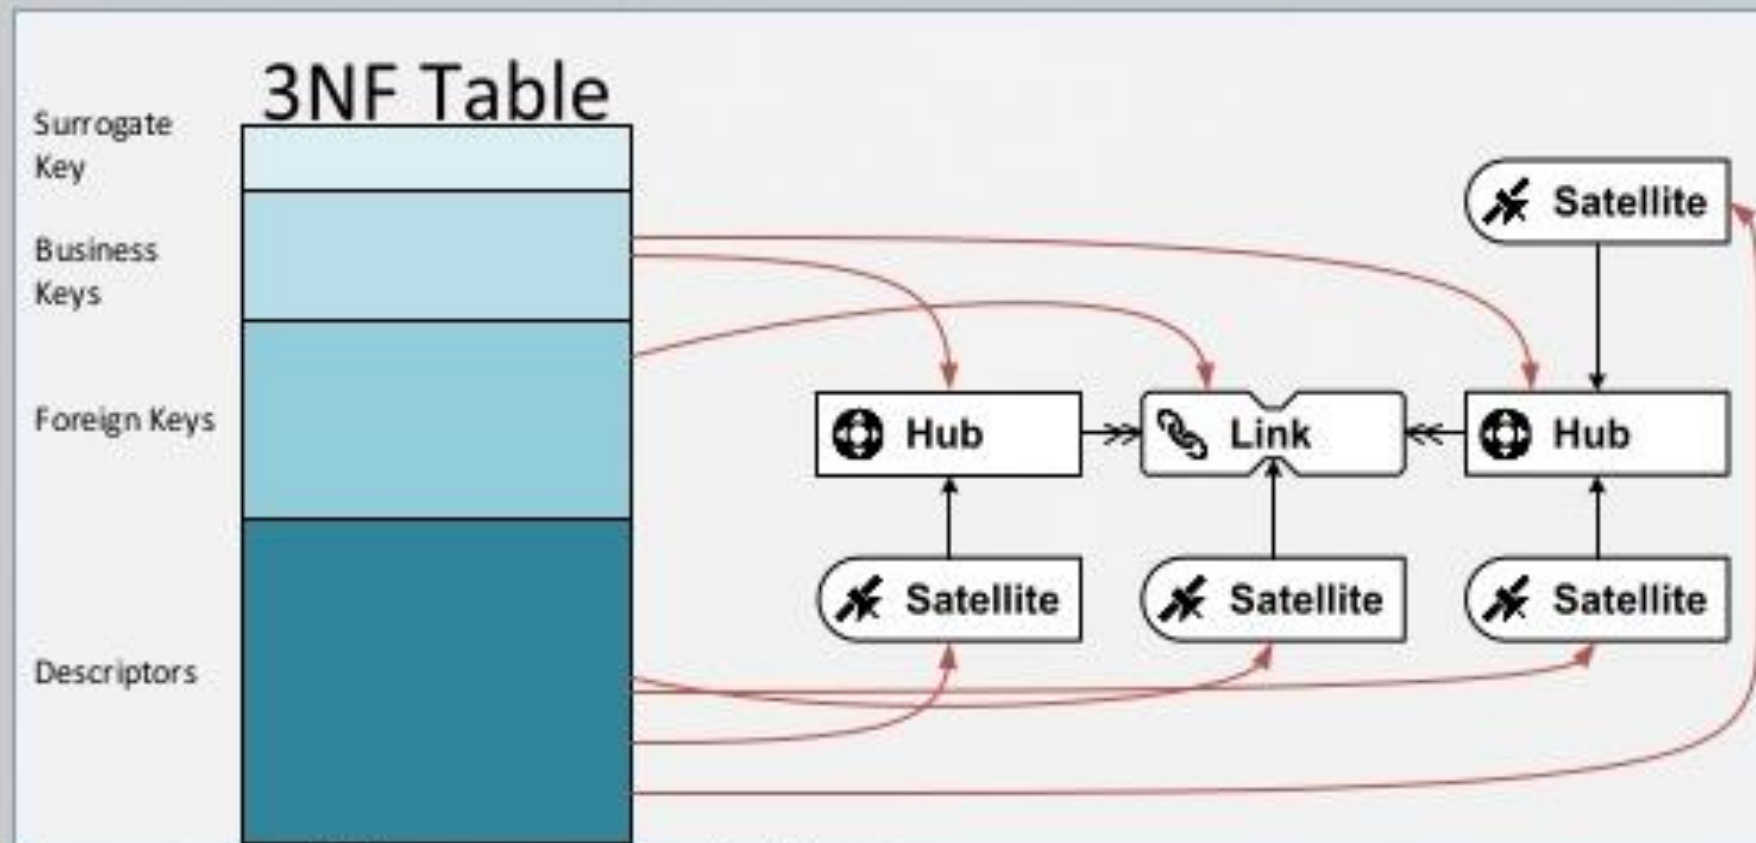 3NF Table
Surrogate
Key
Business
Keys
Foreign Keys
Descriptors
Satellite
Hub
Link
Hub
Satellite
Satellite
Satellite